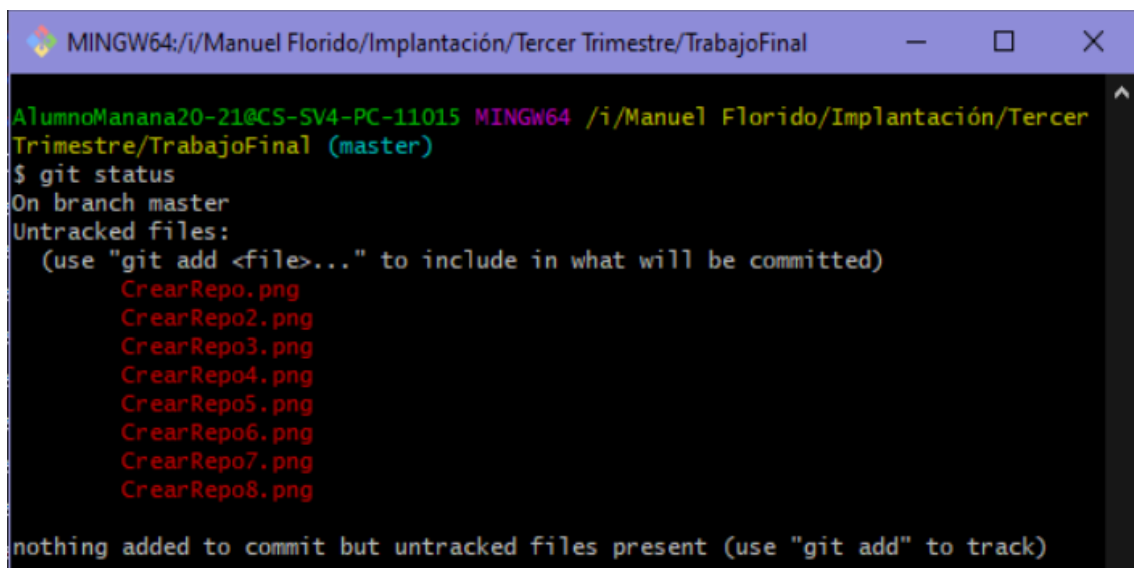 MINGW64:/i/Manuel Florido/Implantación/Tercer Trimestre/TrabajoFinal
AlumnoManana20-21@CS-SV4-PC-11015 MINGW64 /i/Manuel Florido/Implantación/Tercer
Trimestre/TrabajoFinal (master)
$ git status
On branch master
Untracked files:
  (use "git add <file>..." to include in what will be committed)
        CrearRepo.png
        CrearRepo2.png
        CrearRepo3.png
        CrearRepo4.png
        CrearRepo5.png
        CrearRepo6.png
        CrearRepo7.png
        CrearRepo8.png
nothing added to commit but untracked files present (use "git add" to track)